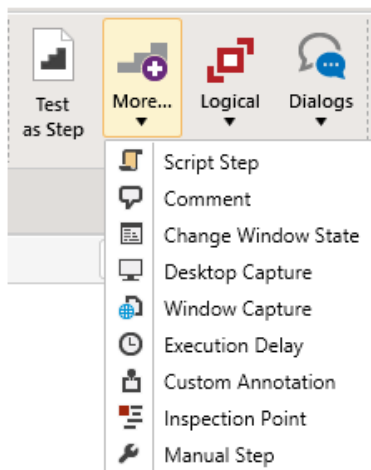 Test
as Step
More...
Logical
Dialogs
Script Step
Comment
Change Window State
Desktop Capture
Window Capture
Execution Delay
Custom Annotation
Inspection Point
Manual Step